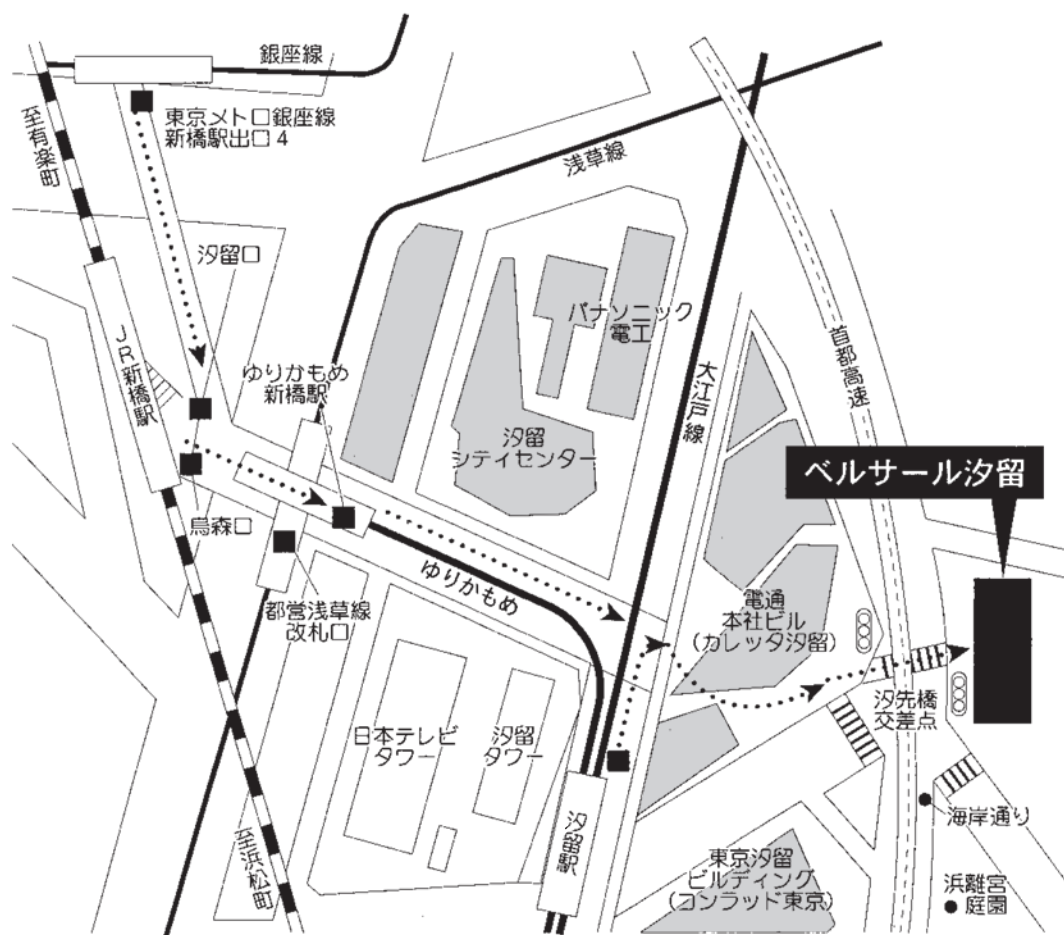 銀座線
東京メトロ銀座線
新橋駅出口 4
至有楽町
浅草線
汐留口
パナソニック
電工
首都高速
JR新橋駅
ゆりかもめ
新橋駅
大江戸線
汐留
シティセンター
ベルサール汐留
烏森口
ゆりかもめ
都営浅草線
改札口
電通
本社ビル
(カレッタ汐留)
汐先橋
交差点
日本テレビ
タワー
汐留
タワー
汐留駅
海岸通り
至浜松町
東京汐留
ビルディング
(コンラッド東京)
浜離宮
庭園